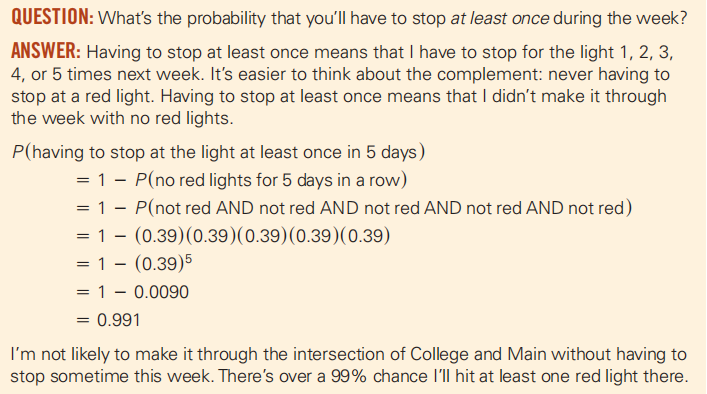 QUESTION: What's the probability that you'll have to stop at least once during the week?
ANSWER: Having to stop at least once means that I have to stop for the light 1, 2, 3,
4, or 5 times next week. It's easier to think about the complement: never having to
stop at a red light. Having to stop at least once means that I didn't make it through
the week with no red lights.
P(having to stop at the light at least once in 5 days)
= 1 − P(no red lights for 5 days in a row)
= 1 − P(not red AND not red AND not red AND not red AND not red)
= 1 − (0.39)(0.39)(0.39)(0.39)(0.39)
= 1 − (0.39)⁵
= 1 − 0.0090
= 0.991
I'm not likely to make it through the intersection of College and Main without having to
stop sometime this week. There's over a 99% chance I'll hit at least one red light there.